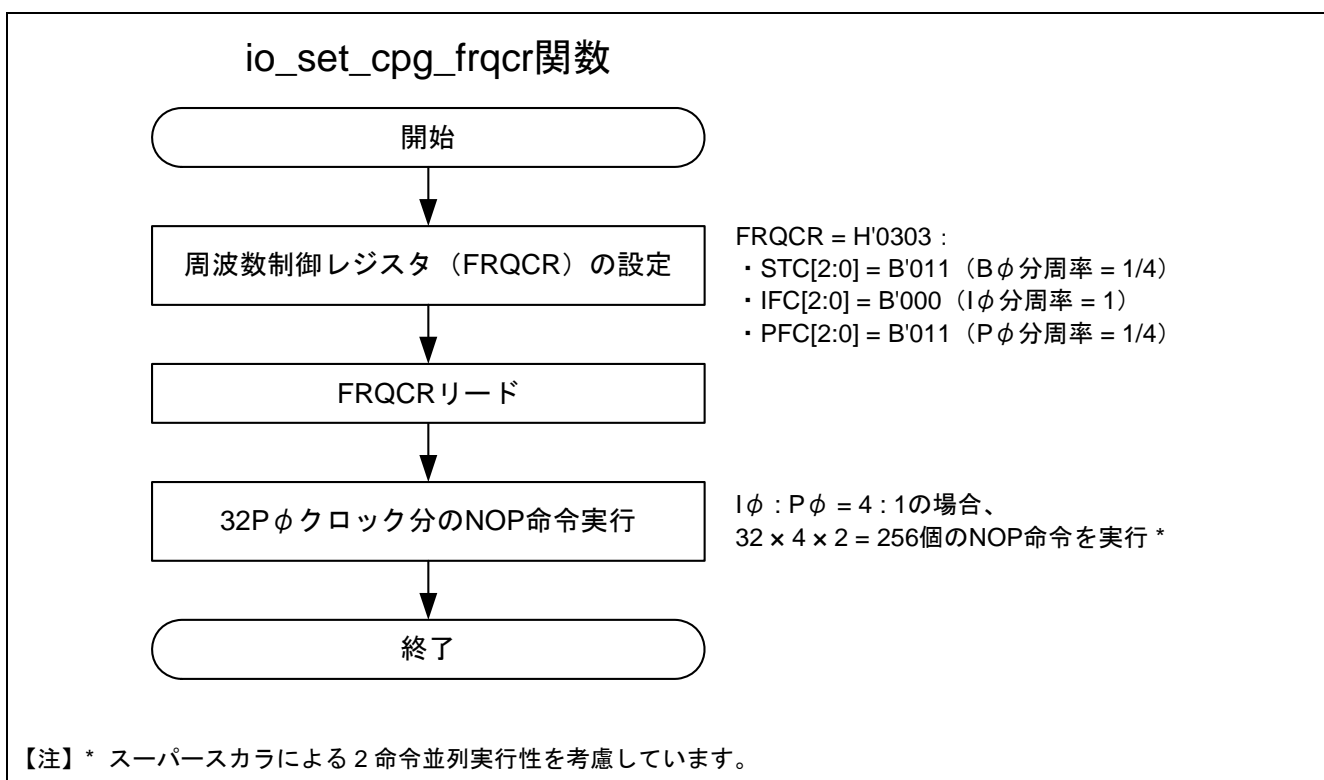 io_set_cpg_frqcr関数
開始
周波数制御レジスタ（FRQCR）の設定
FRQCR = H'0303：
・STC[2:0] = B'011（Bφ分周率 = 1/4）
・IFC[2:0] = B'000（Iφ分周率 = 1）
・PFC[2:0] = B'011（Pφ分周率 = 1/4）
FRQCRリード
32PφクロックのNOP命令実行
Iφ : Pφ = 4 : 1の場合、
32 × 4 × 2 = 256個のNOP命令を実行 *
終了
【注】* スーパースカラによる 2 命令並列実行性を考慮しています。